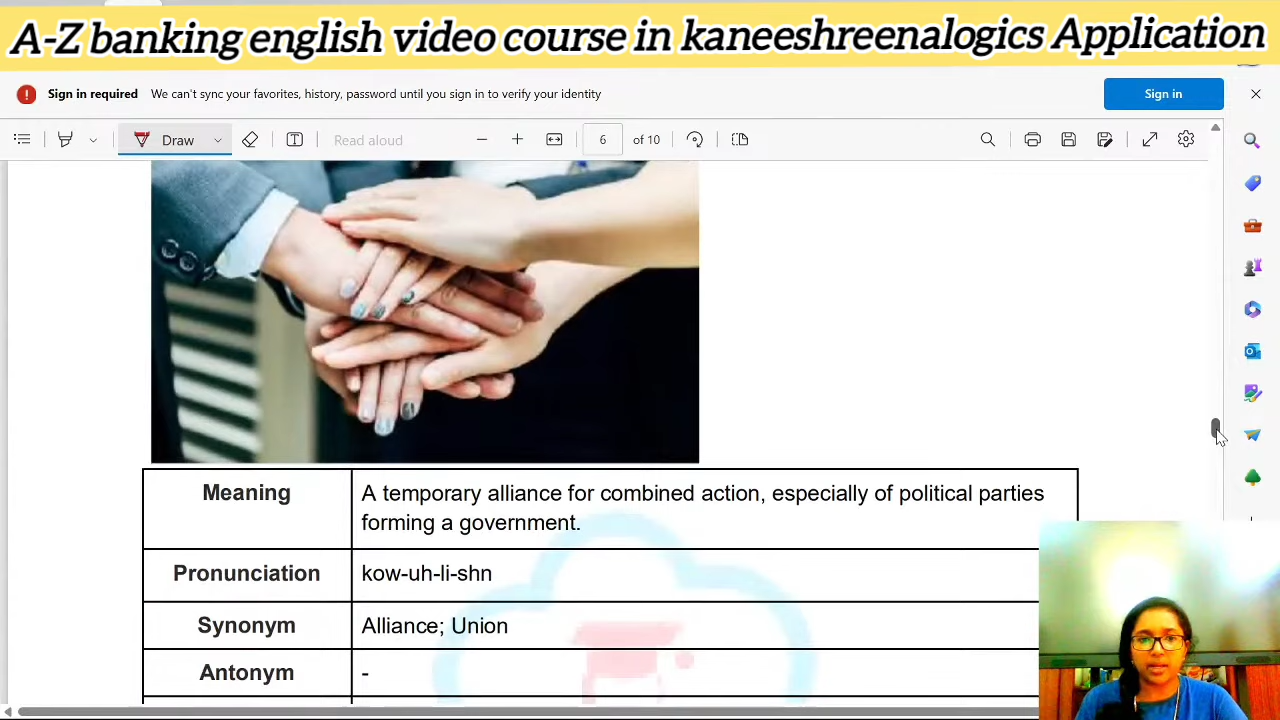 A-Z banking english video course in kaneeshreenalogics Application
Sign in required We can't sync your favorites, history, password until you sign in to verify your identity
Sign in
Draw
Read aloud
6 of 10
Meaning
A temporary alliance for combined action, especially of political parties
forming a government.
Pronunciation
kow-uh-li-shn
Synonym
Alliance; Union
Antonym
-